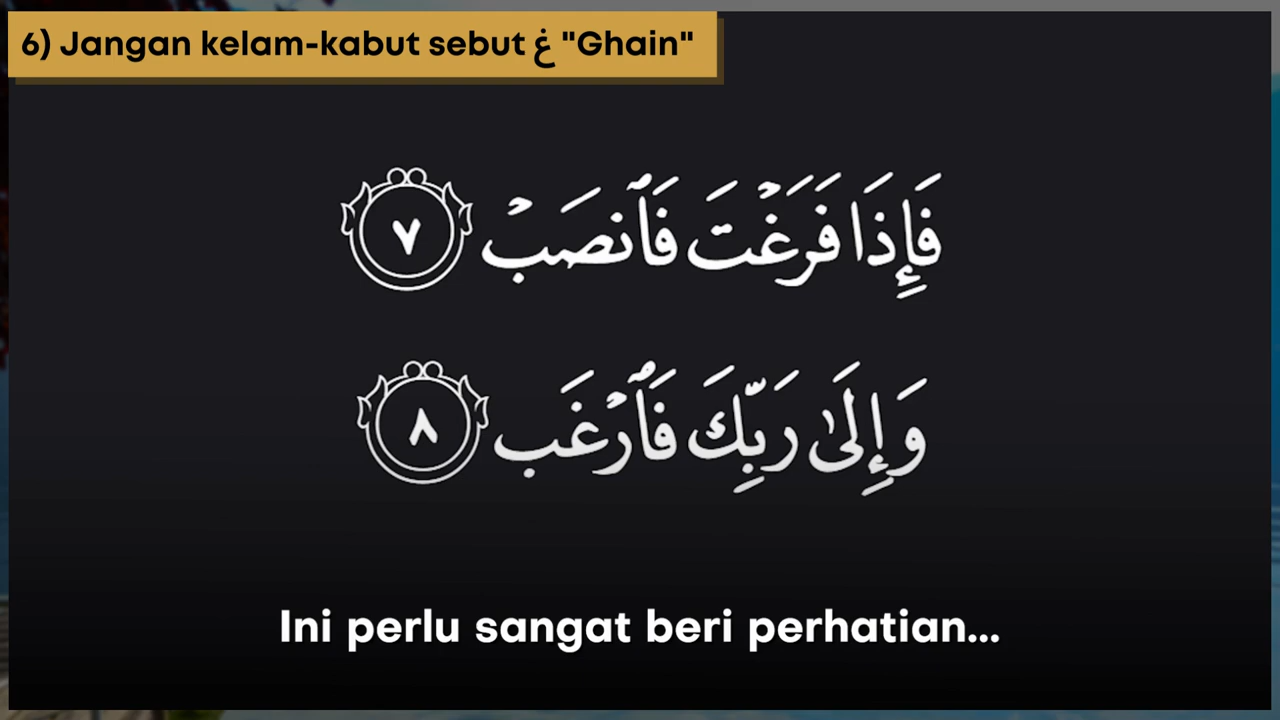 6) Jangan kelam-kabut sebut غ "Ghain"
فَإِذَا فَرَغۡتَ فَٱنصَبۡ ٧
وَإِلَىٰ رَبِّكَ فَٱرۡغَب ٨
Ini perlu sangat beri perhatian...